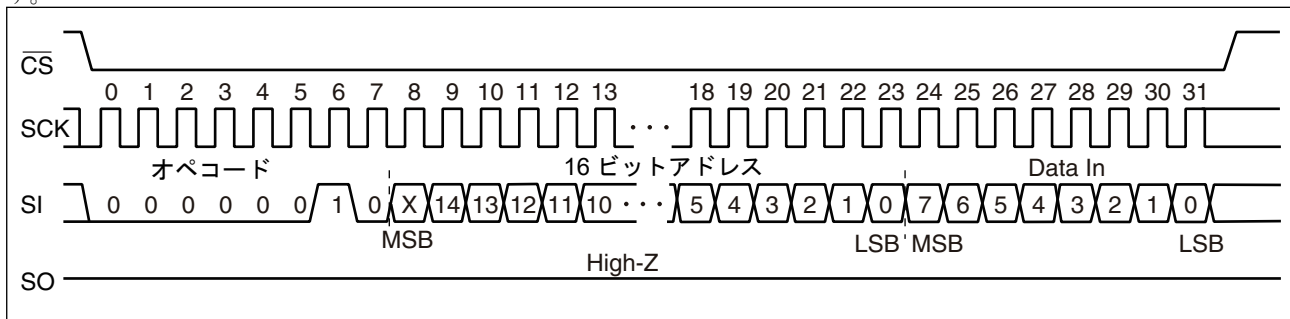 す。
CS
0 1 2 3 4 5 6 7 8 9 10 11 12 13 18 19 20 21 22 23 24 25 26 27 28 29 30 31
SCK
オペコード 16 ビットアドレス Data In
SI 0 0 0 0 0 0 1 0 X 14 13 12 11 10 ··· 5 4 3 2 1 0 7 6 5 4 3 2 1 0
MSB LSB MSB LSB
High-Z
SO